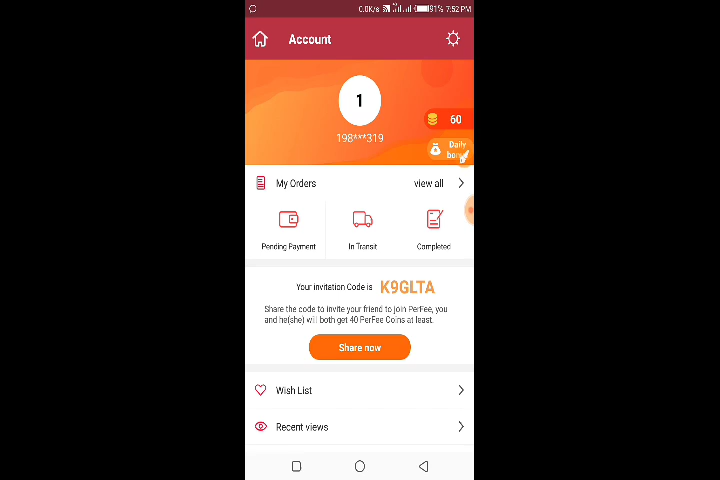 0.0K/s 91% 7:52 PM
Account
1
198***319
60
Daily
My Orders view all
Pending Payment In Transit Completed
Your invitation Code is K9GLTA
Share the code to invite your friend to join PerFee, you
and he(she) will both get 40 PerFee Coins at least.
Share now
Wish List
Recent views